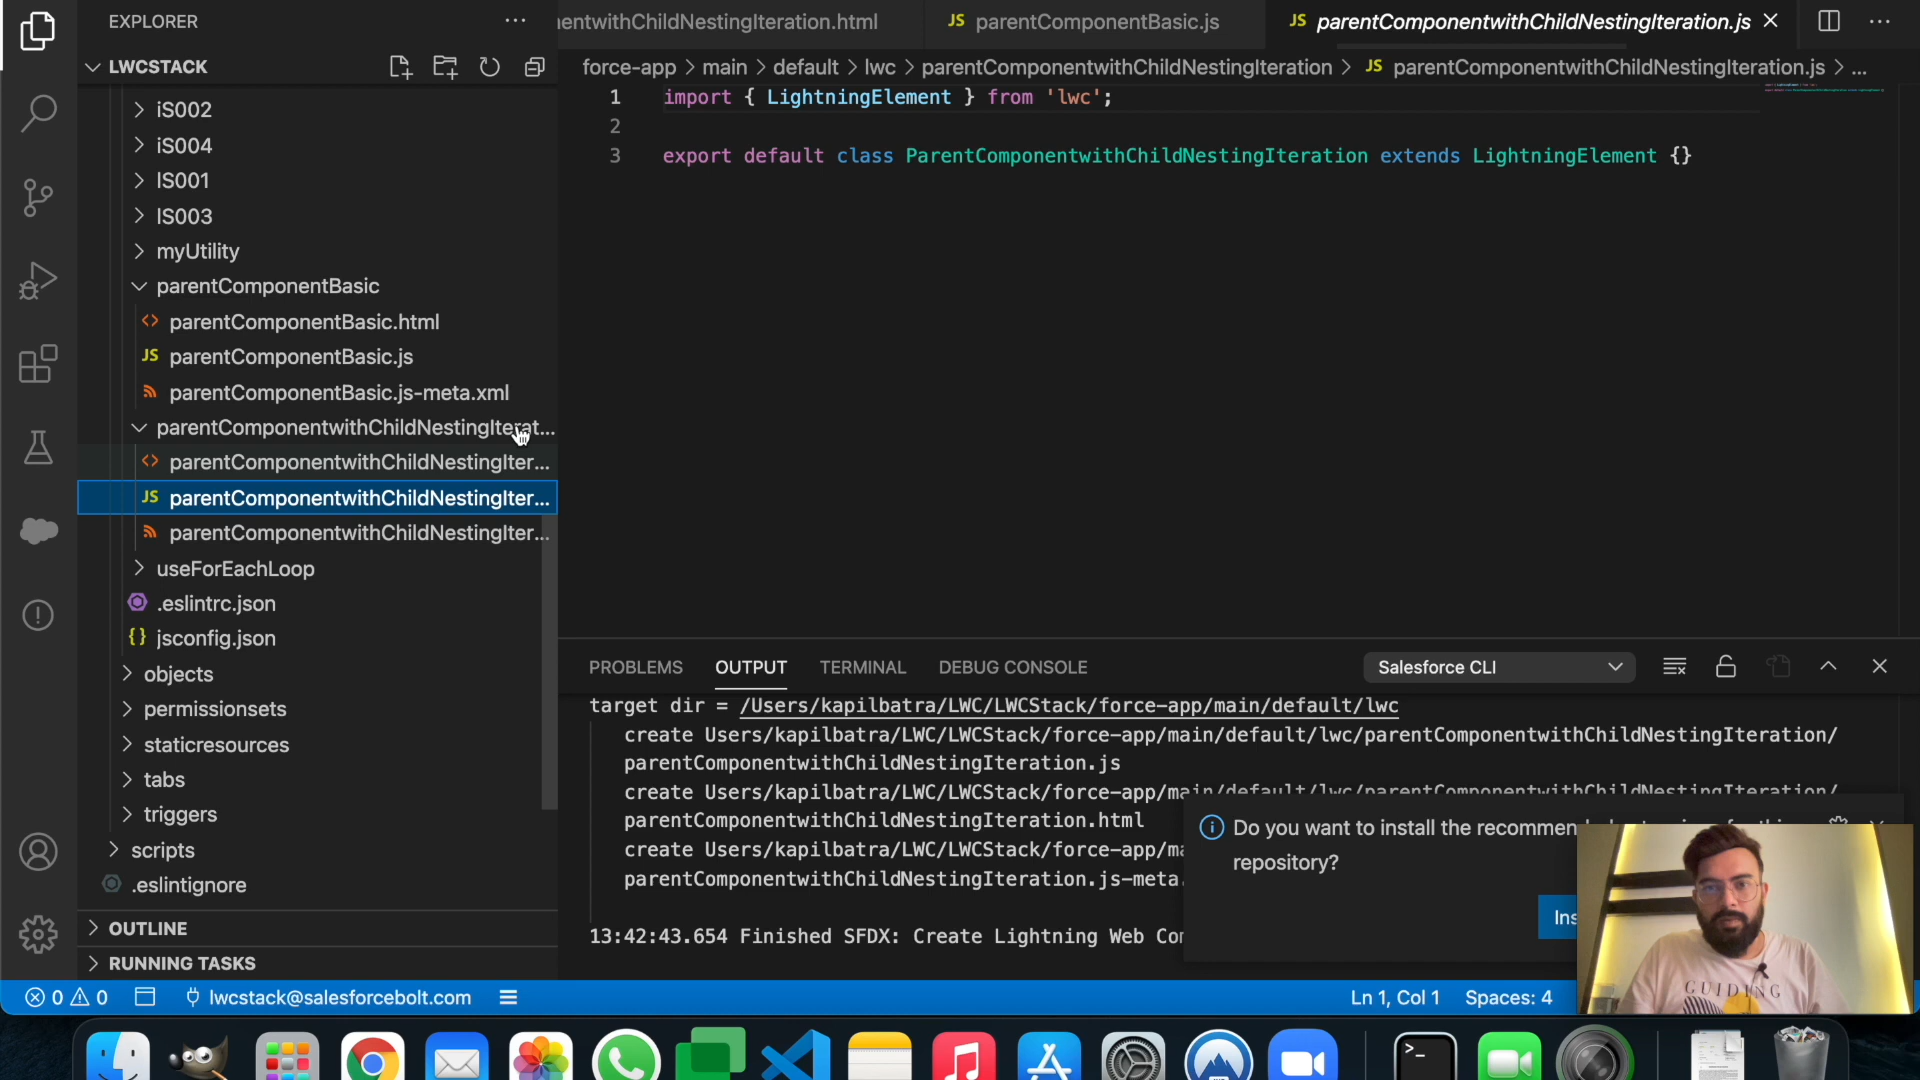 EXPLORER
entwithChildNestingIteration.html
JS parentComponentBasic.js
JS parentComponentwithChildNestingIteration.js
LWCSTACK
force-app > main > default > lwc > parentComponentwithChildNestingIteration > JS parentComponentwithChildNestingIteration.js > ...
1 import { LightningElement } from 'lwc';
2
3 export default class ParentComponentwithChildNestingIteration extends LightningElement {}
iS002
iS004
IS001
IS003
myUtility
parentComponentBasic
parentComponentBasic.html
JS parentComponentBasic.js
parentComponentBasic.js-meta.xml
parentComponentwithChildNestingIterat...
parentComponentwithChildNestingIter...
JS parentComponentwithChildNestingIter...
parentComponentwithChildNestingIter...
useForEachLoop
.eslintrc.json
{} jsconfig.json
objects
permissionsets
staticresources
tabs
triggers
scripts
.eslintignore
OUTLINE
RUNNING TASKS
PROBLEMS OUTPUT TERMINAL DEBUG CONSOLE
Salesforce CLI
target dir = /Users/kapilbatra/LWC/LWCStack/force-app/main/default/lwc
create Users/kapilbatra/LWC/LWCStack/force-app/main/default/lwc/parentComponentwithChildNestingIteration/
parentComponentwithChildNestingIteration.js
create Users/kapilbatra/LWC/LWCStack/force-app/main/default/lwc/parentComponentwithChildNestingIteration/
parentComponentwithChildNestingIteration.html
create Users/kapilbatra/LWC/LWCStack/force-app/ma
parentComponentwithChildNestingIteration.js-meta.
13:42:43.654 Finished SFDX: Create Lightning Web Com
Do you want to install the recommen
repository?
Ins
GUIDING
0 0 lwcstack@salesforcebolt.com
Ln 1, Col 1 Spaces: 4